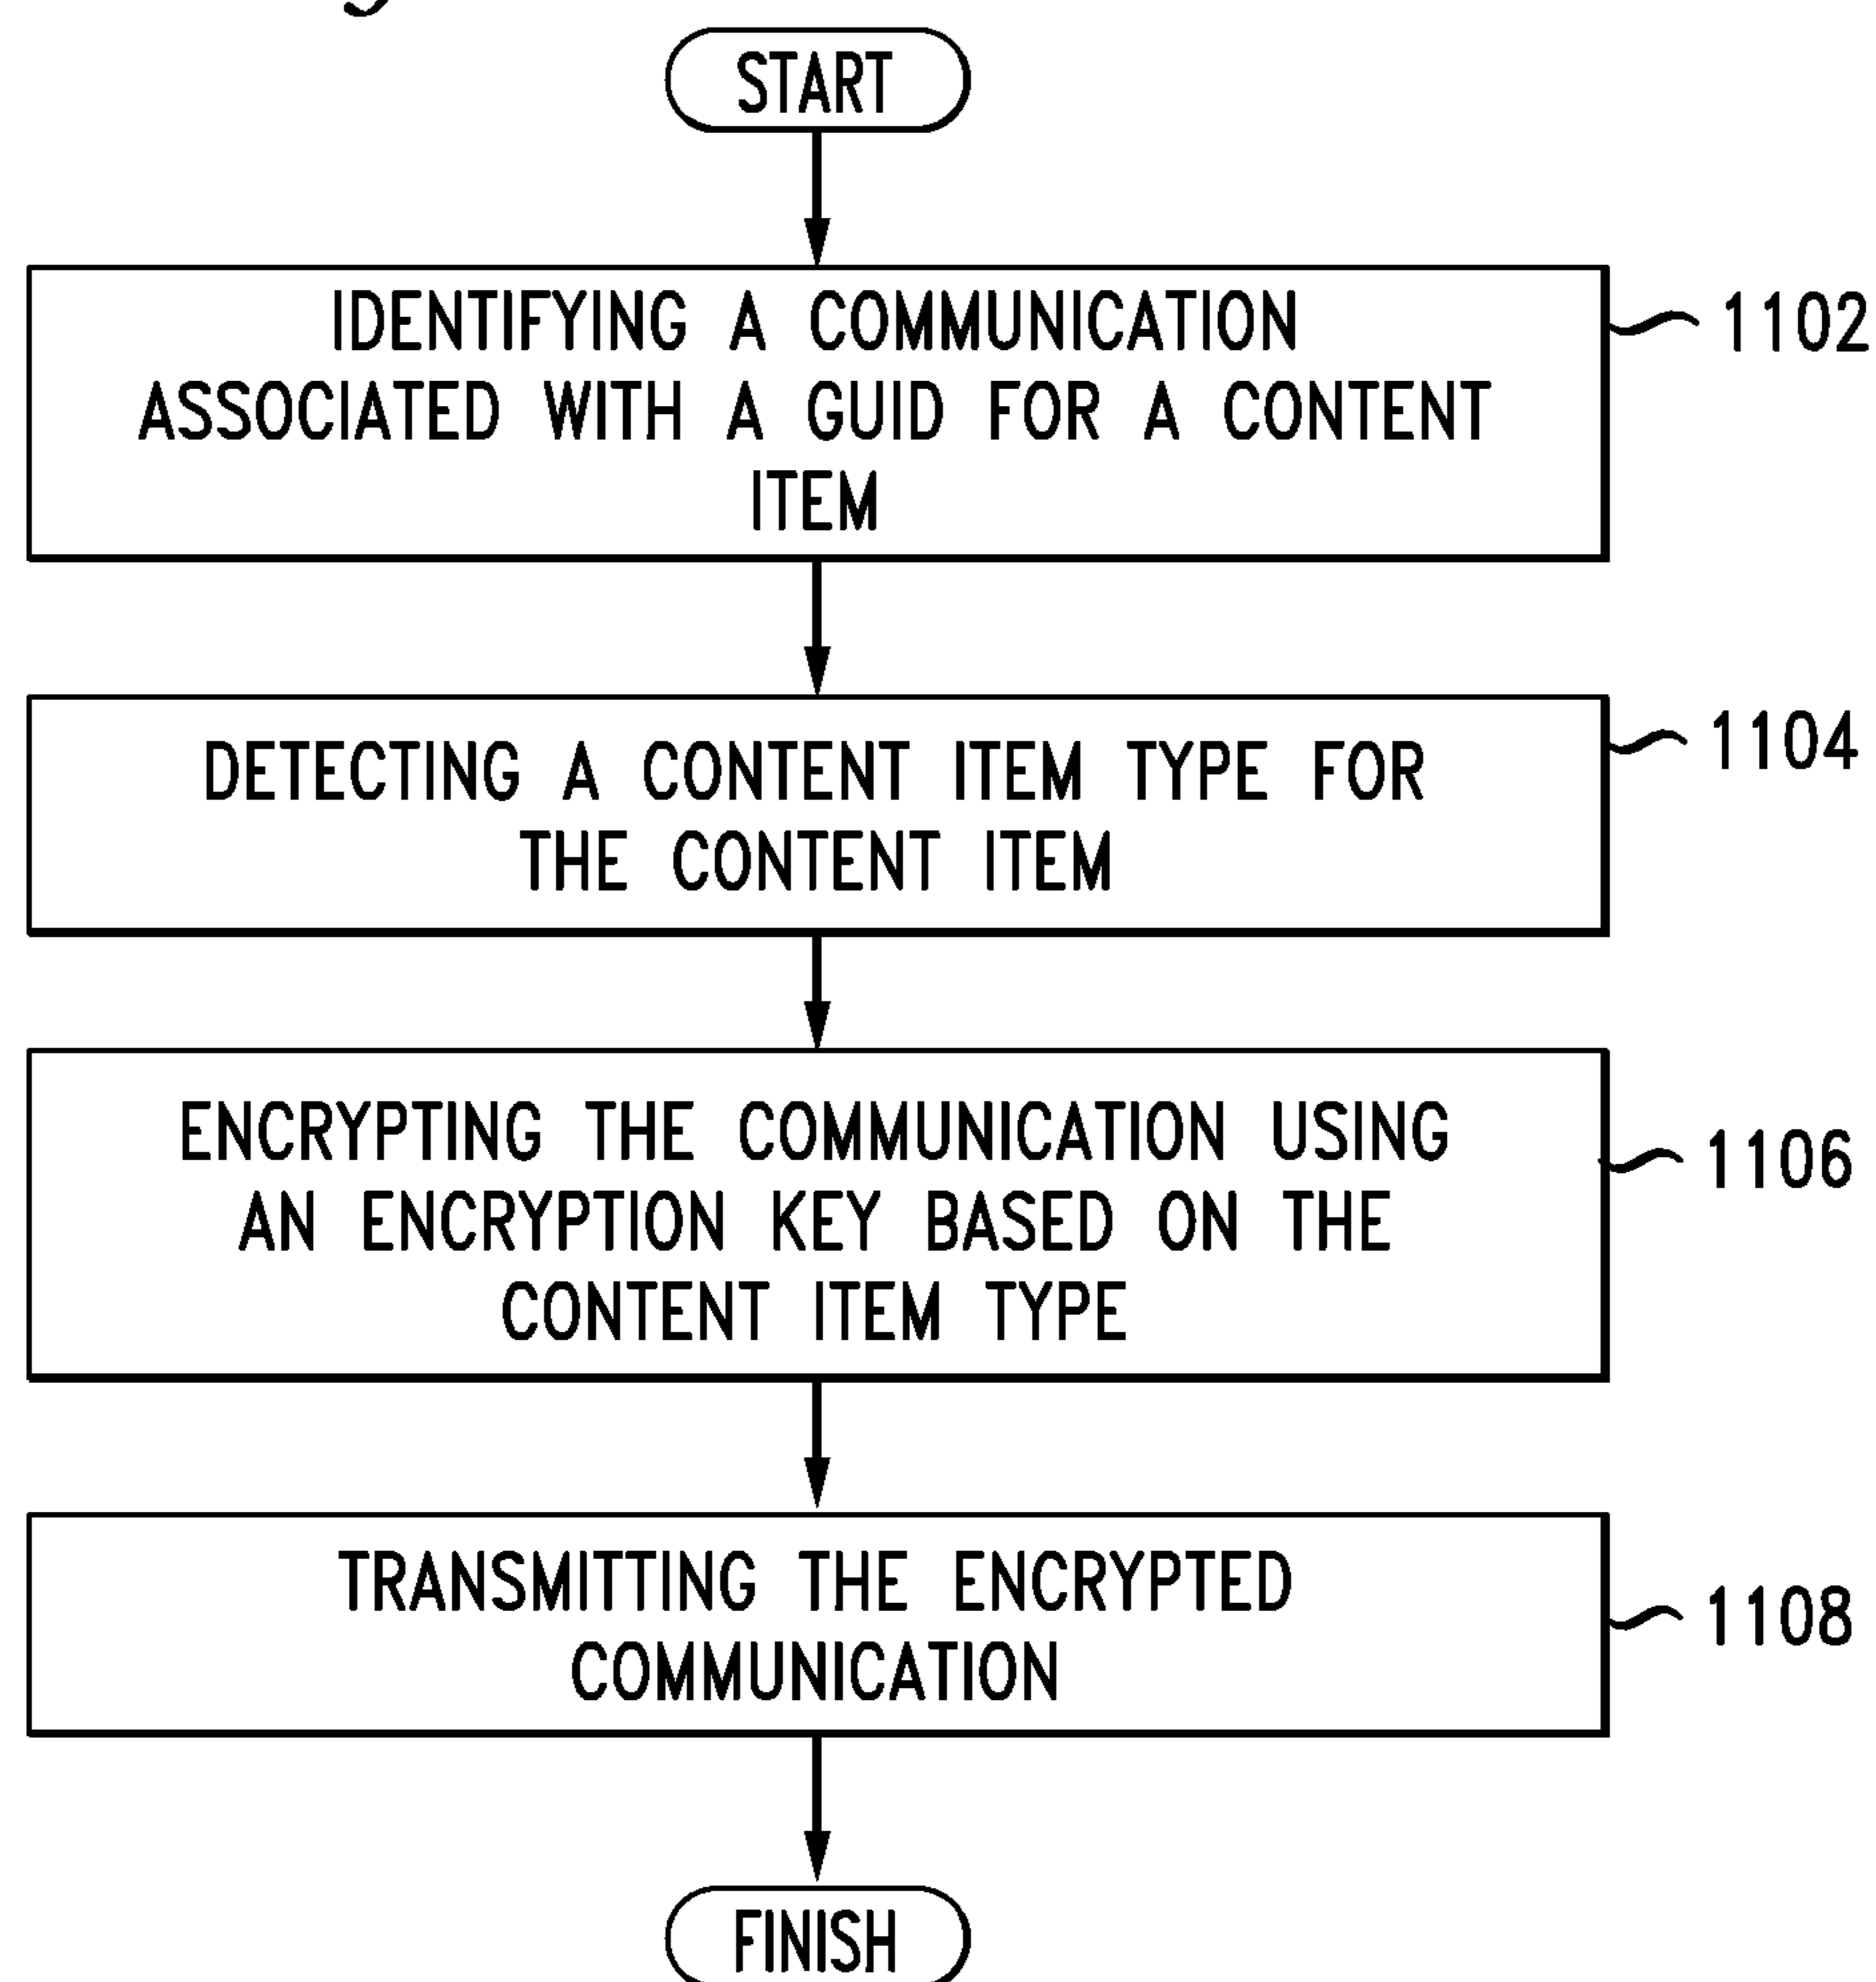 START
IDENTIFYING A COMMUNICATION
ASSOCIATED WITH A GUID FOR A CONTENT
ITEM
1102
DETECTING A CONTENT ITEM TYPE FOR
THE CONTENT ITEM
1104
ENCRYPTING THE COMMUNICATION USING
AN ENCRYPTION KEY BASED ON THE
CONTENT ITEM TYPE
1106
TRANSMITTING THE ENCRYPTED
COMMUNICATION
1108
FINISH